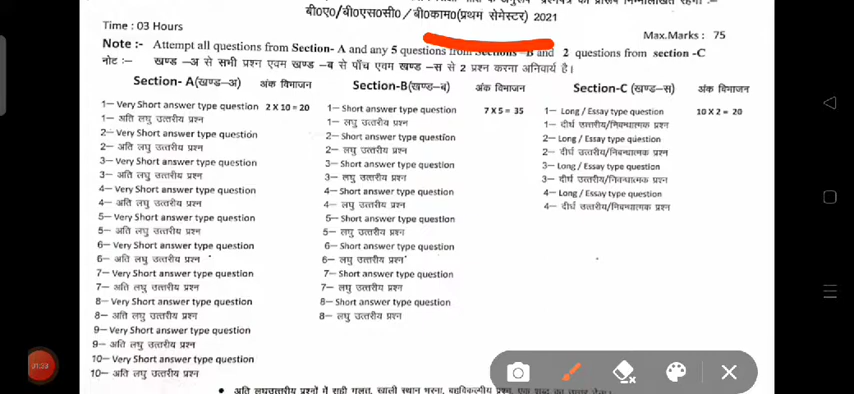 बी0ए0/बी0एस0सी0/बी0काम0(प्रथम सेमेस्टर) 2021
Time : 03 Hours
Max.Marks : 75
Note :- Attempt all questions from Section- A and any 5 questions from Sections -B and 2 questions from section -C
नोट :- खण्ड –अ से सभी प्रश्न एवम खण्ड –ब से पाँच एवम खण्ड –स से 2 प्रश्न करना अनिवार्य है।
Section- A(खण्ड–अ) अंक विभाजन Section-B(खण्ड–ब) अंक विभाजन Section-C (खण्ड–स) अंक विभाजन
1— Very Short answer type question 2 X 10 = 20
1— अति लघु उत्तरीय प्रश्न
2— Very Short answer type question
2— अति लघु उत्तरीय प्रश्न
3— Very Short answer type question
3— अति लघु उत्तरीय प्रश्न
4— Very Short answer type question
4— अति लघु उत्तरीय प्रश्न
5— Very Short answer type question
5— अति लघु उत्तरीय प्रश्न
6— Very Short answer type question
6— अति लघु उत्तरीय प्रश्न
7— Very Short answer type question
7— अति लघु उत्तरीय प्रश्न
8— Very Short answer type question
8— अति लघु उत्तरीय प्रश्न
9— Very Short answer type question
9— अति लघु उत्तरीय प्रश्न
10— Very Short answer type question
10— अति लघु उत्तरीय प्रश्न
1— Short answer type question 7 X 5 = 35
1— लघु उत्तरीय प्रश्न
2— Short answer type question
2— लघु उत्तरीय प्रश्न
3— Short answer type question
3— लघु उत्तरीय प्रश्न
4— Short answer type question
4— लघु उत्तरीय प्रश्न
5— Short answer type question
5— लघु उत्तरीय प्रश्न
6— Short answer type question
6— लघु उत्तरीय प्रश्न
7— Short answer type question
7— लघु उत्तरीय प्रश्न
8— Short answer type question
8— लघु उत्तरीय प्रश्न
1— Long / Essay type question 10 X 2 = 20
1— दीर्घ उत्तरीय/निबन्धात्मक प्रश्न
2— Long / Essay type question
2— दीर्घ उत्तरीय/निबन्धात्मक प्रश्न
3— Long / Essay type question
3— दीर्घ उत्तरीय/निबन्धात्मक प्रश्न
4— Long / Essay type question
4— दीर्घ उत्तरीय/निबन्धात्मक प्रश्न
• अति लघुउत्तरीय प्रश्नों में सही गलत, खाली स्थान भरना, बहुविकल्पीय प्रश्न, एक शब्द का